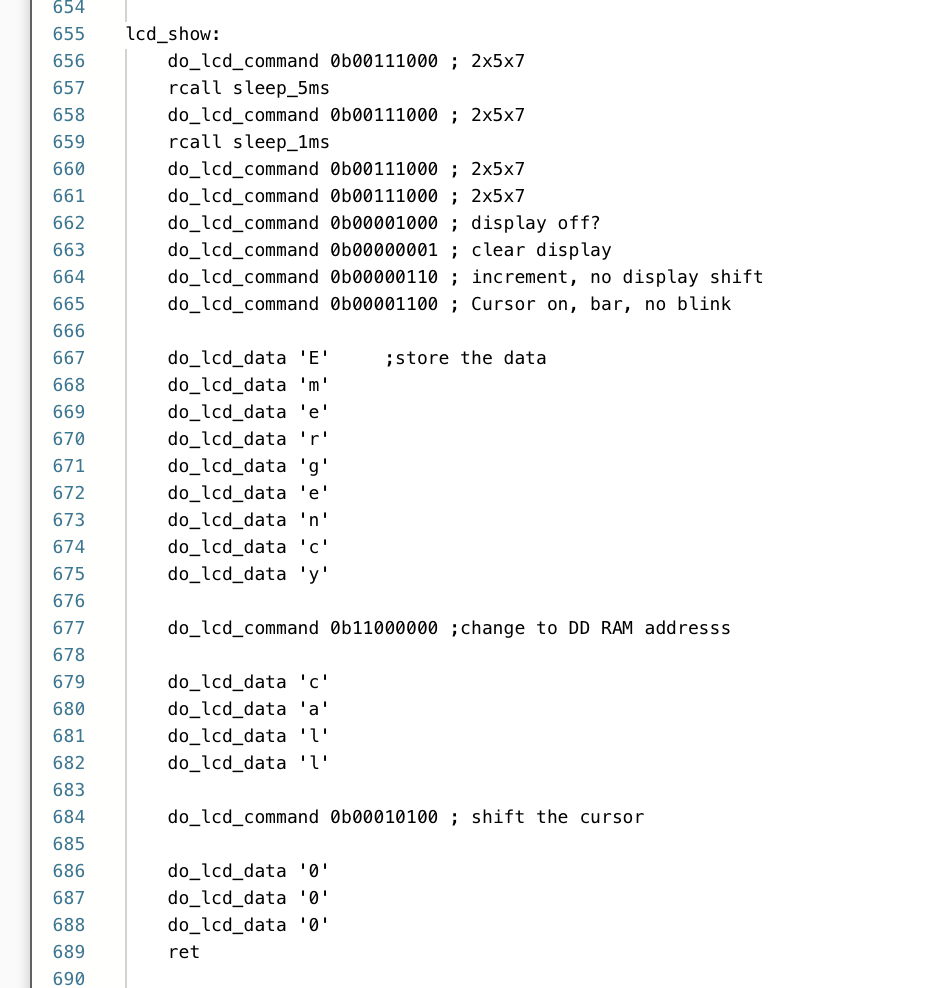 654
655 lcd_show:
656 do_lcd_command 0b00111000 ; 2x5x7
657 rcall sleep_5ms
658 do_lcd_command 0b00111000 ; 2x5x7
659 rcall sleep_1ms
660 do_lcd_command 0b00111000 ; 2x5x7
661 do_lcd_command 0b00111000 ; 2x5x7
662 do_lcd_command 0b00001000 ; display off?
663 do_lcd_command 0b00000001 ; clear display
664 do_lcd_command 0b00000110 ; increment, no display shift
665 do_lcd_command 0b00001100 ; Cursor on, bar, no blink
666
667 do_lcd_data 'E' ;store the data
668 do_lcd_data 'm'
669 do_lcd_data 'e'
670 do_lcd_data 'r'
671 do_lcd_data 'g'
672 do_lcd_data 'e'
673 do_lcd_data 'n'
674 do_lcd_data 'c'
675 do_lcd_data 'y'
676
677 do_lcd_command 0b11000000 ;change to DD RAM addresss
678
679 do_lcd_data 'c'
680 do_lcd_data 'a'
681 do_lcd_data 'l'
682 do_lcd_data 'l'
683
684 do_lcd_command 0b00010100 ; shift the cursor
685
686 do_lcd_data '0'
687 do_lcd_data '0'
688 do_lcd_data '0'
689 ret
690